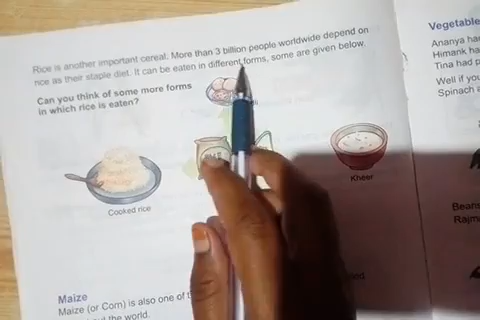 Rice is another important cereal. More than 3 billion people worldwide depend on
rice as their staple diet. It can be eaten in different forms, some are given below.
Can you think of some more forms
in which rice is eaten?
Cooked rice
Kheer
Maize
Maize (or Corn) is also one of
the world.
Vegetable
Ananya ha
Himank ha
Tina had p
Well if yo
Spinach a
Bean
Rajm